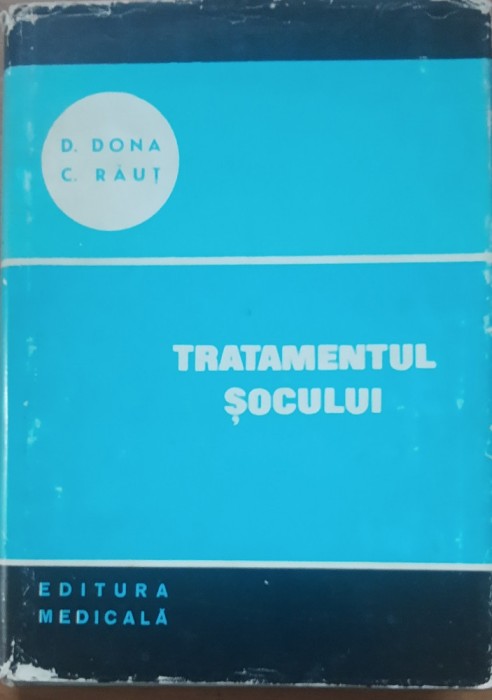 D. DONA
C. RĂUȚ
TRATAMENTUL
ȘOCULUI
EDITURA
MEDICALĂ